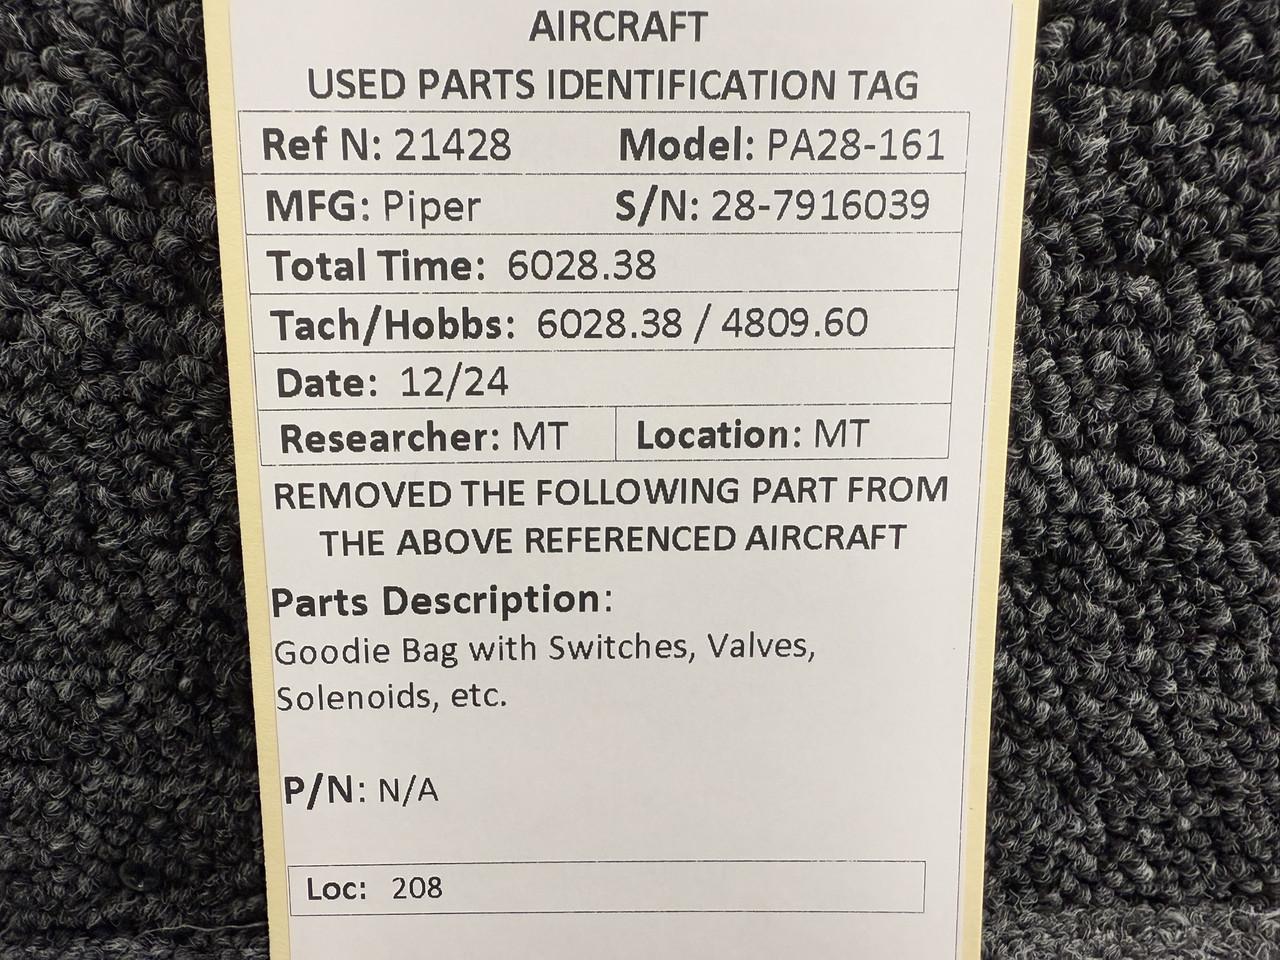 AIRCRAFT
USED PARTS IDENTIFICATION TAG
Ref N: 21428 Model: PA28-161
MFG: Piper S/N: 28-7916039
Total Time: 6028.38
Tach/Hobbs: 6028.38 / 4809.60
Date: 12/24
Researcher: MT Location: MT
REMOVED THE FOLLOWING PART FROM
THE ABOVE REFERENCED AIRCRAFT
Parts Description:
Goodie Bag with Switches, Valves,
Solenoids, etc.
P/N: N/A
Loc: 208